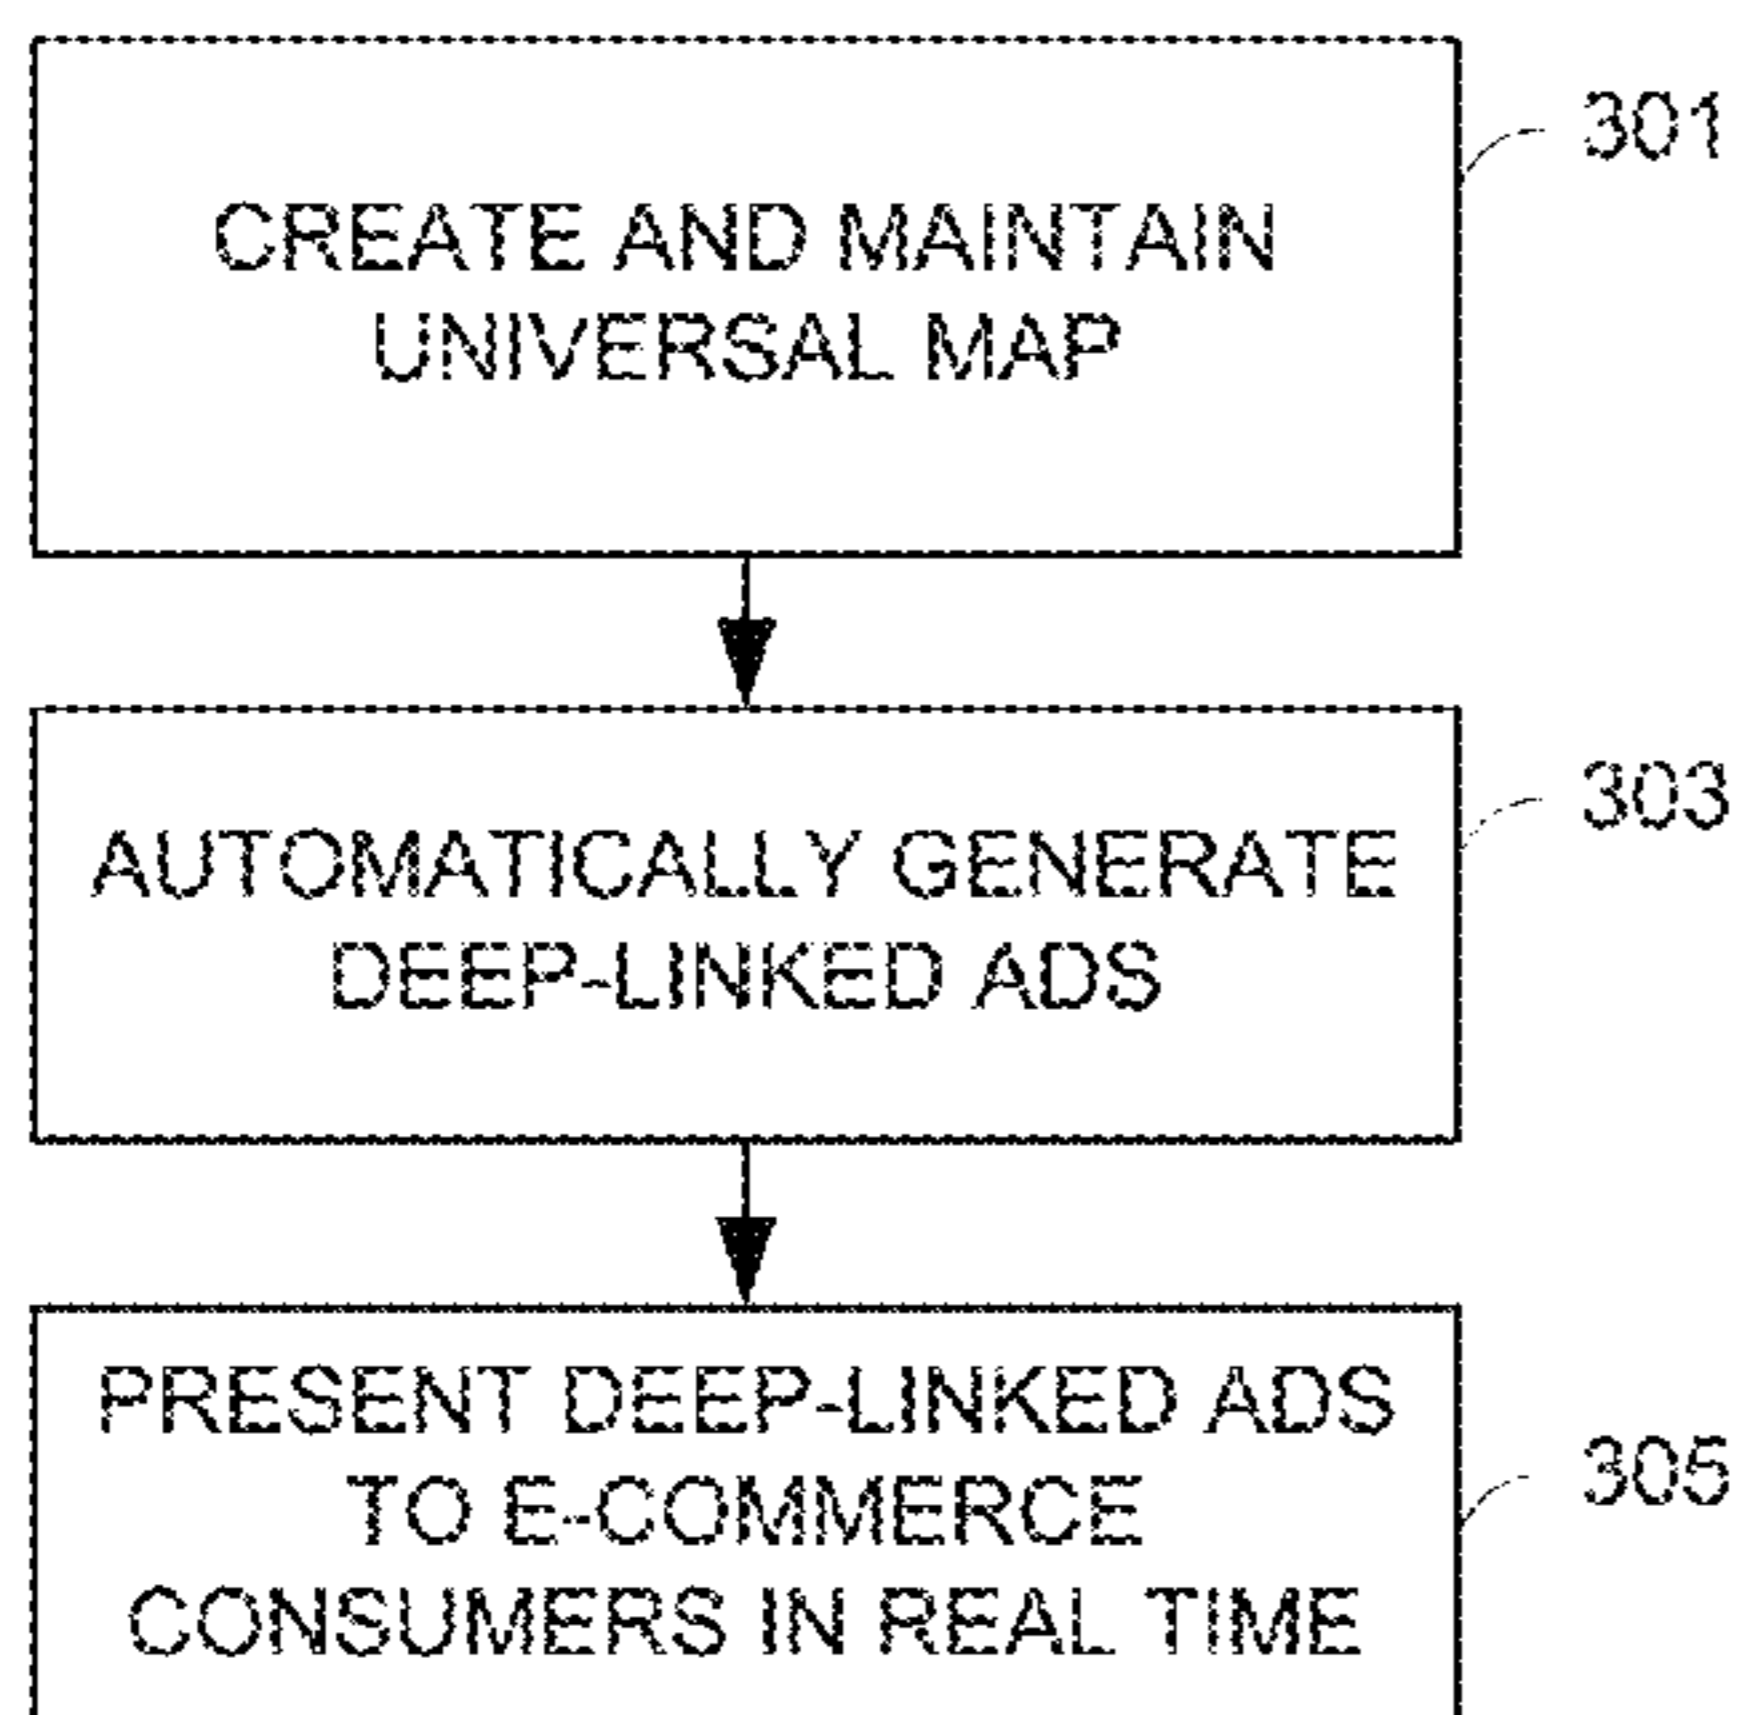 301
CREATE AND MAINTAIN
UNIVERSAL MAP
303
AUTOMATICALLY GENERATE
DEEP-LINKED ADS
PRESENT DEEP-LINKED ADS
TO E-COMMERCE
305
CONSUMERS IN REAL TIME